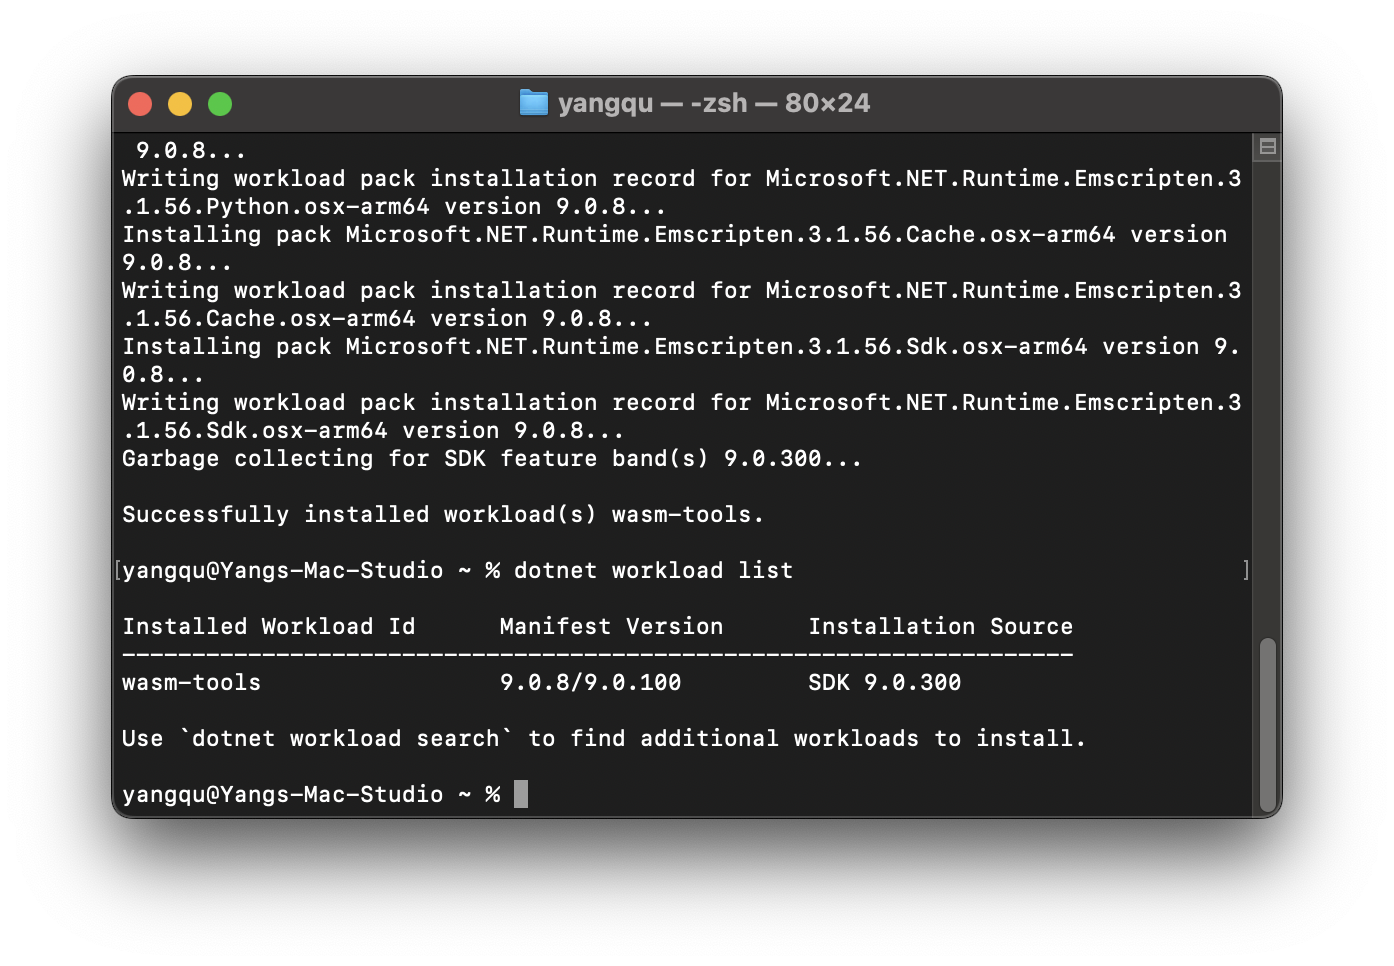 yangqu — -zsh — 80×24
9.0.8...
Writing workload pack installation record for Microsoft.NET.Runtime.Emscripten.3
.1.56.Python.osx-arm64 version 9.0.8...
Installing pack Microsoft.NET.Runtime.Emscripten.3.1.56.Cache.osx-arm64 version
9.0.8...
Writing workload pack installation record for Microsoft.NET.Runtime.Emscripten.3
.1.56.Cache.osx-arm64 version 9.0.8...
Installing pack Microsoft.NET.Runtime.Emscripten.3.1.56.Sdk.osx-arm64 version 9.
0.8...
Writing workload pack installation record for Microsoft.NET.Runtime.Emscripten.3
.1.56.Sdk.osx-arm64 version 9.0.8...
Garbage collecting for SDK feature band(s) 9.0.300...
Successfully installed workload(s) wasm-tools.
[yangqu@Yangs-Mac-Studio ~ % dotnet workload list ]
Installed Workload Id      Manifest Version      Installation Source
--------------------------------------------------------------------
wasm-tools                 9.0.8/9.0.100         SDK 9.0.300
Use `dotnet workload search` to find additional workloads to install.
yangqu@Yangs-Mac-Studio ~ %